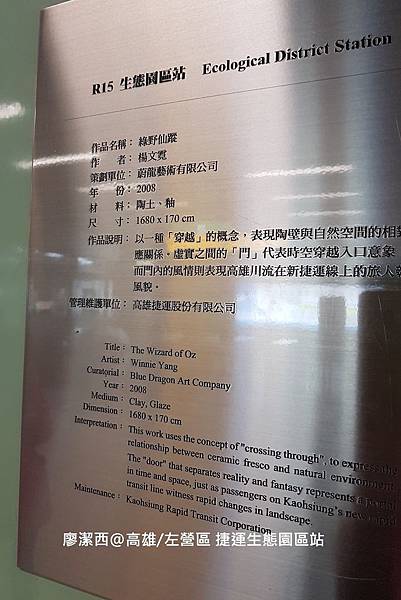 R15 生態園區站 Ecological District Station
作品名稱： 綠野仙蹤
作 者： 楊文霓
策劃單位： 蔚龍藝術有限公司
年 份： 2008
材 料： 陶土、釉
尺 寸： 1680 x 170 cm
作品說明： 以一種「穿越」的概念，表現陶壁與自然空間的相對
應關係。虛實之間的「門」代表時空穿越入口意象，
而門內的風情則表現高雄川流在新捷運線上的旅人
風貌。
管理維護單位： 高雄捷運股份有限公司
Title： The Wizard of Oz
Artist： Winnie Yang
Curatorial： Blue Dragon Art Company
Year： 2008
Medium： Clay, Glaze
Dimension： 1680 x 170 cm
Interpretation： This work uses the concept of "crossing through", to express the
relationship between ceramic fresco and natural environment.
The "door" that separates reality and fantasy represents a portal
in time and space, just as passengers on Kaohsiung's new rapid
transit line witness rapid changes in landscape.
Maintenance： Kaohsiung Rapid Transit Corporation
廖潔西@高雄/左營區 捷運生態園區站